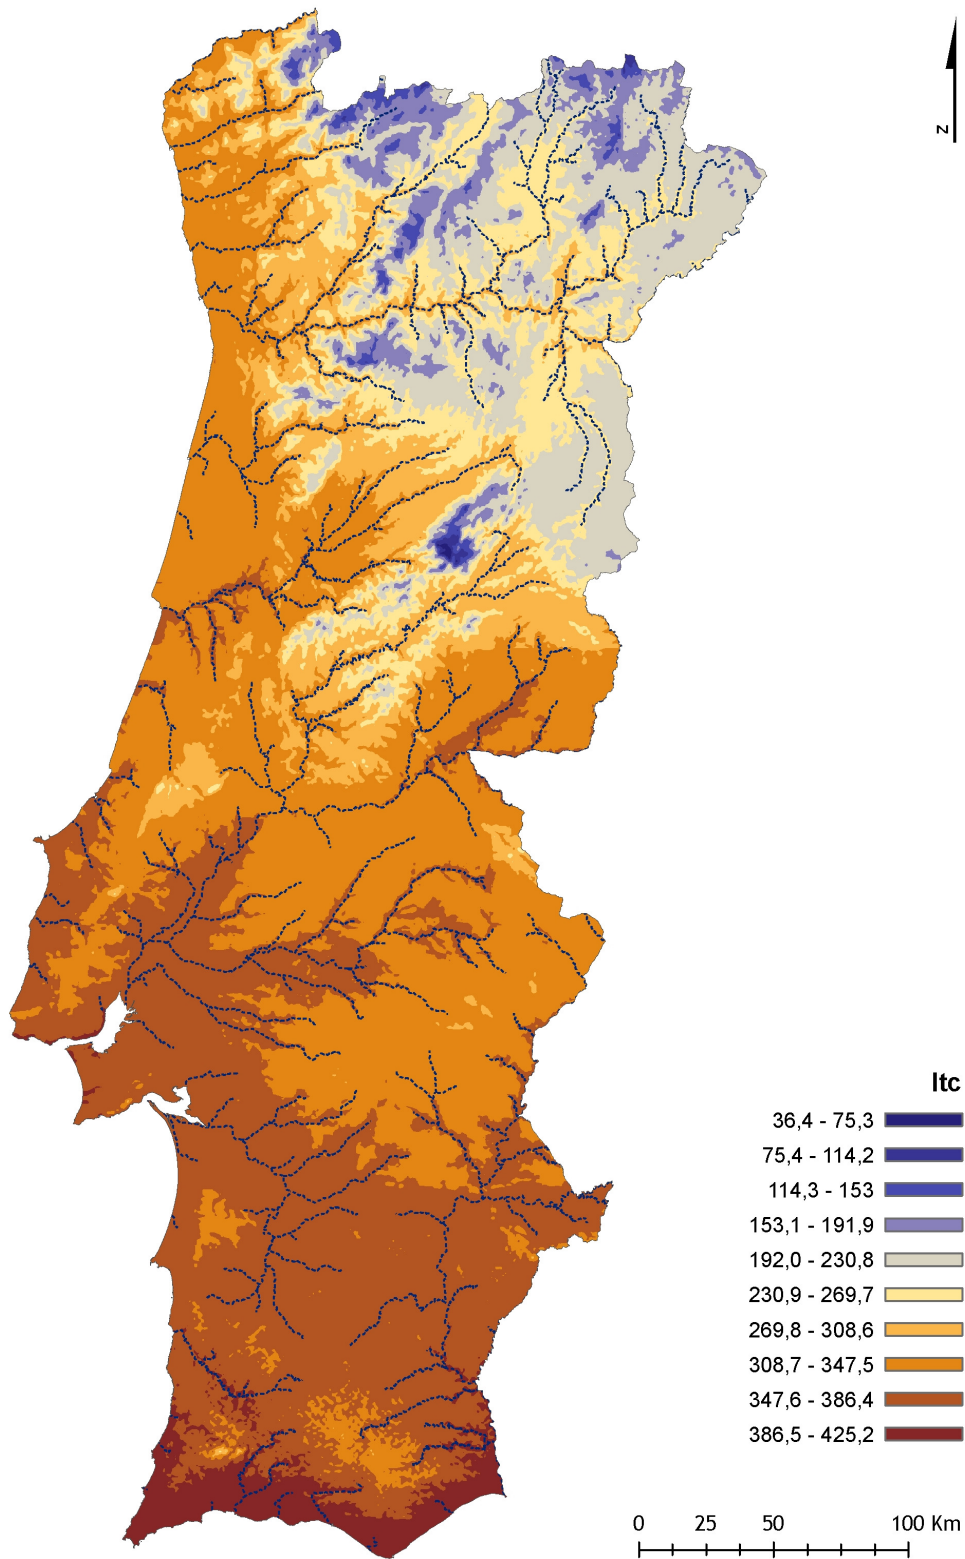 z
Itc
36,4 - 75,3
75,4 - 114,2
114,3 - 153
153,1 - 191,9
192,0 - 230,8
230,9 - 269,7
269,8 - 308,6
308,7 - 347,5
347,6 - 386,4
386,5 - 425,2
0 25 50 100 Km